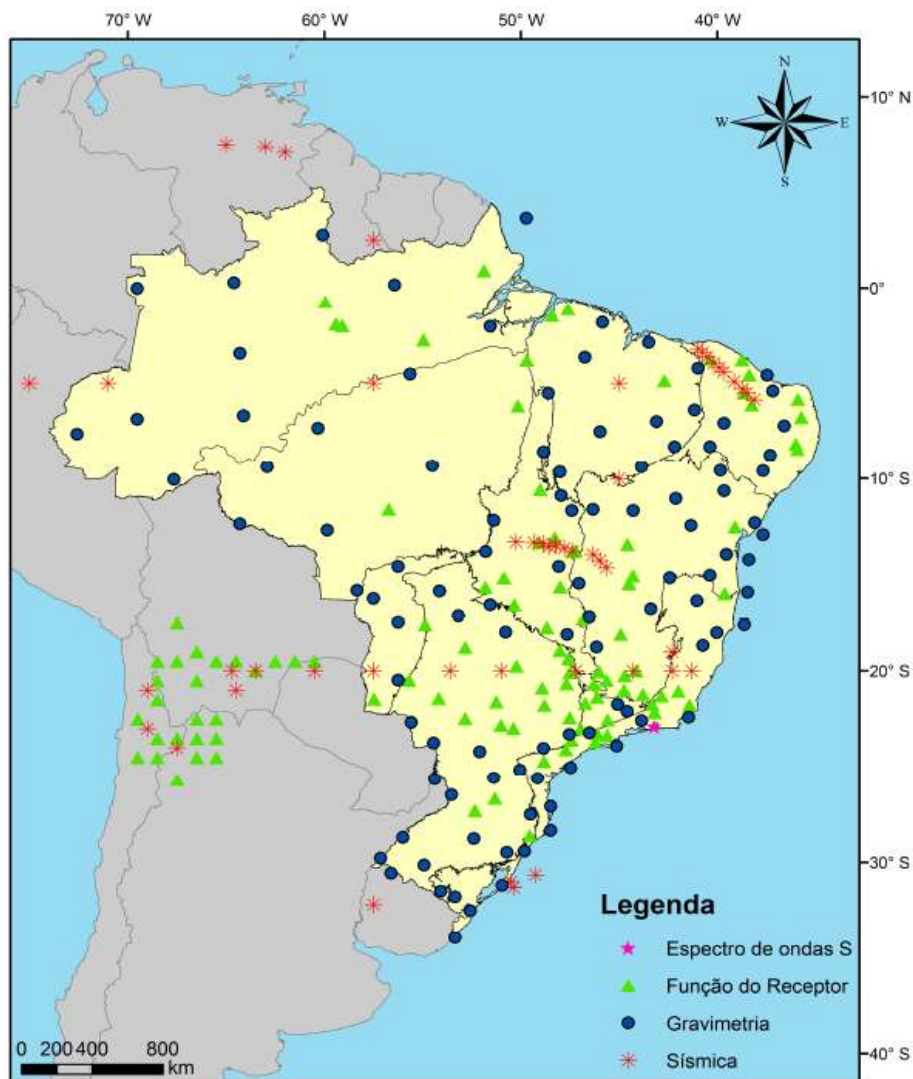 70° W 60° W 50° W 40° W
N
W E
S
10° N
0°
10° S
20° S
30° S
40° S
Legenda
Espectro de ondas S
Função do Receptor
Gravimetria
Sísmica
0 200 400 800
km